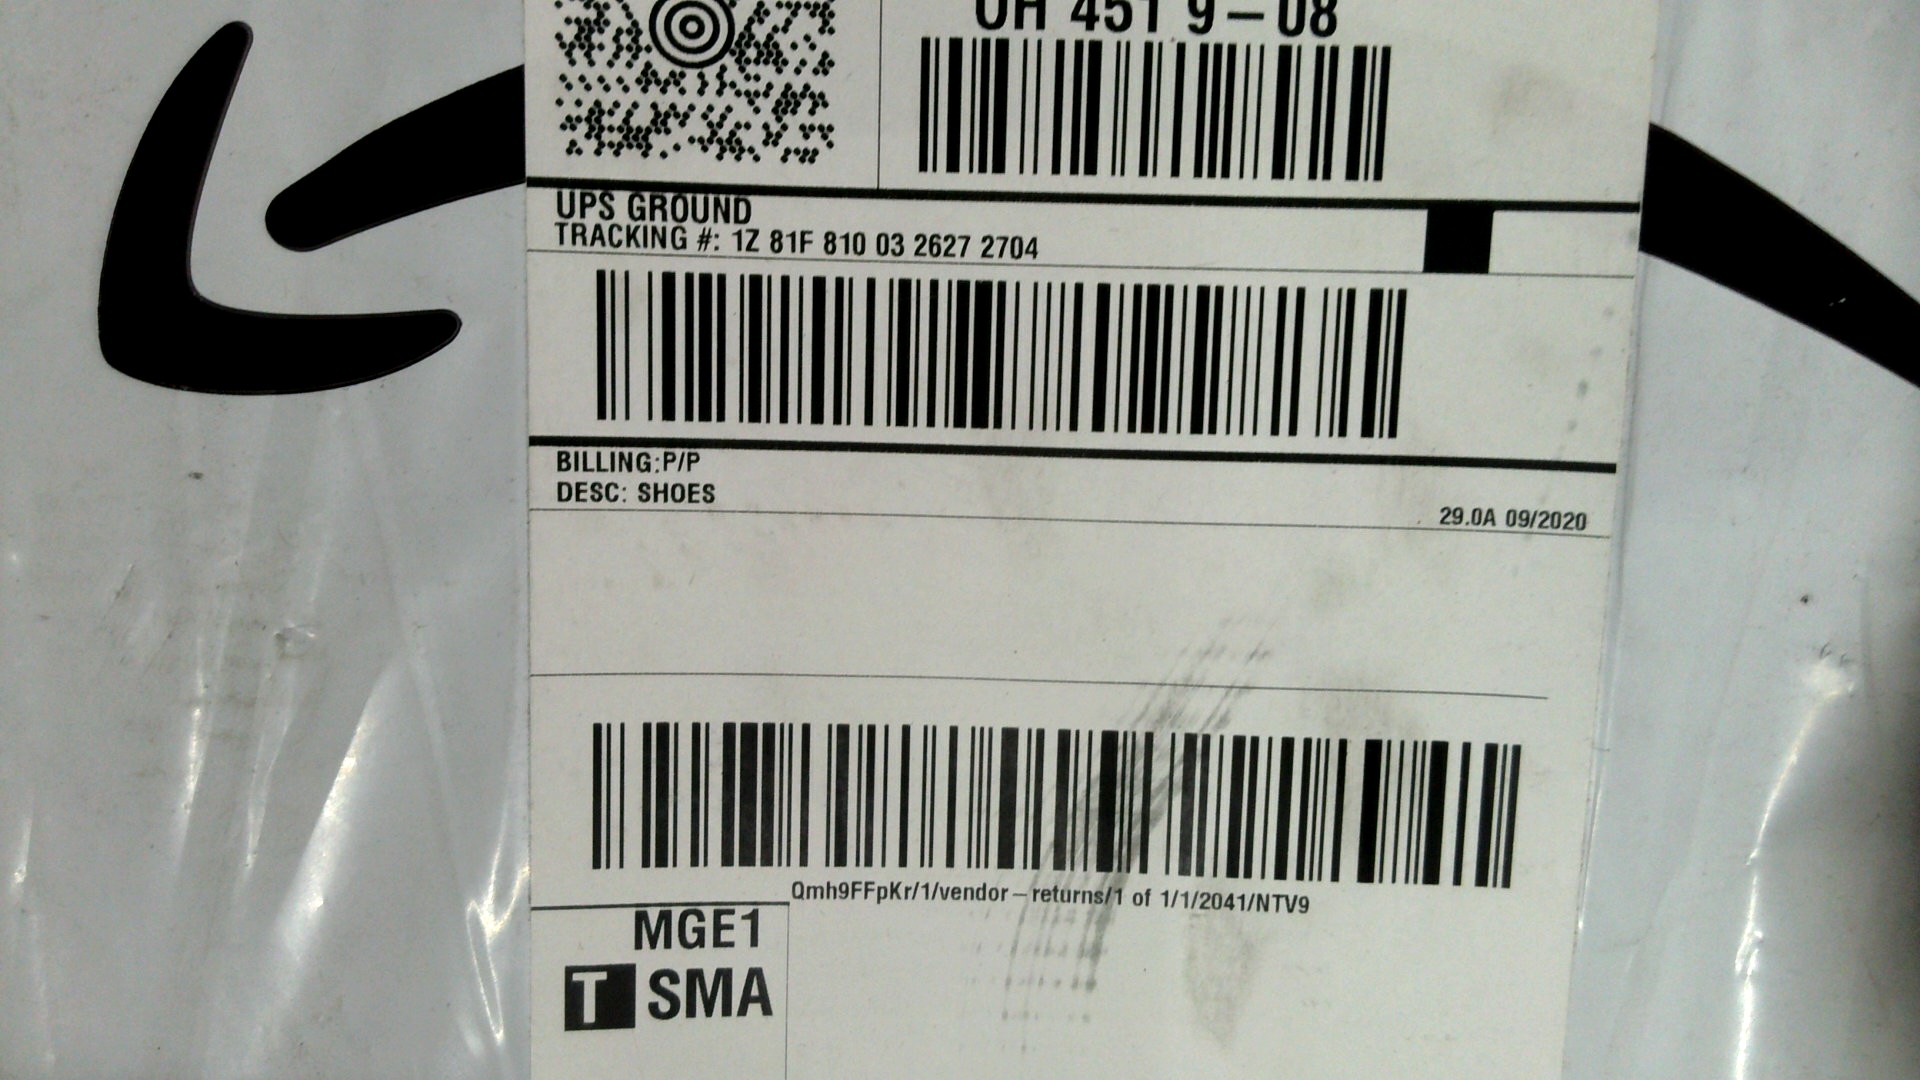 OH 451 9-08
UPS GROUND
TRACKING #: 1Z 81F 810 03 2627 2704
BILLING:P/P
DESC: SHOES
29.0A 09/2020
Qmh9FFpKr/1/vendor-returns/1 of 1/1/2041/NTV9
MGE1
T SMA